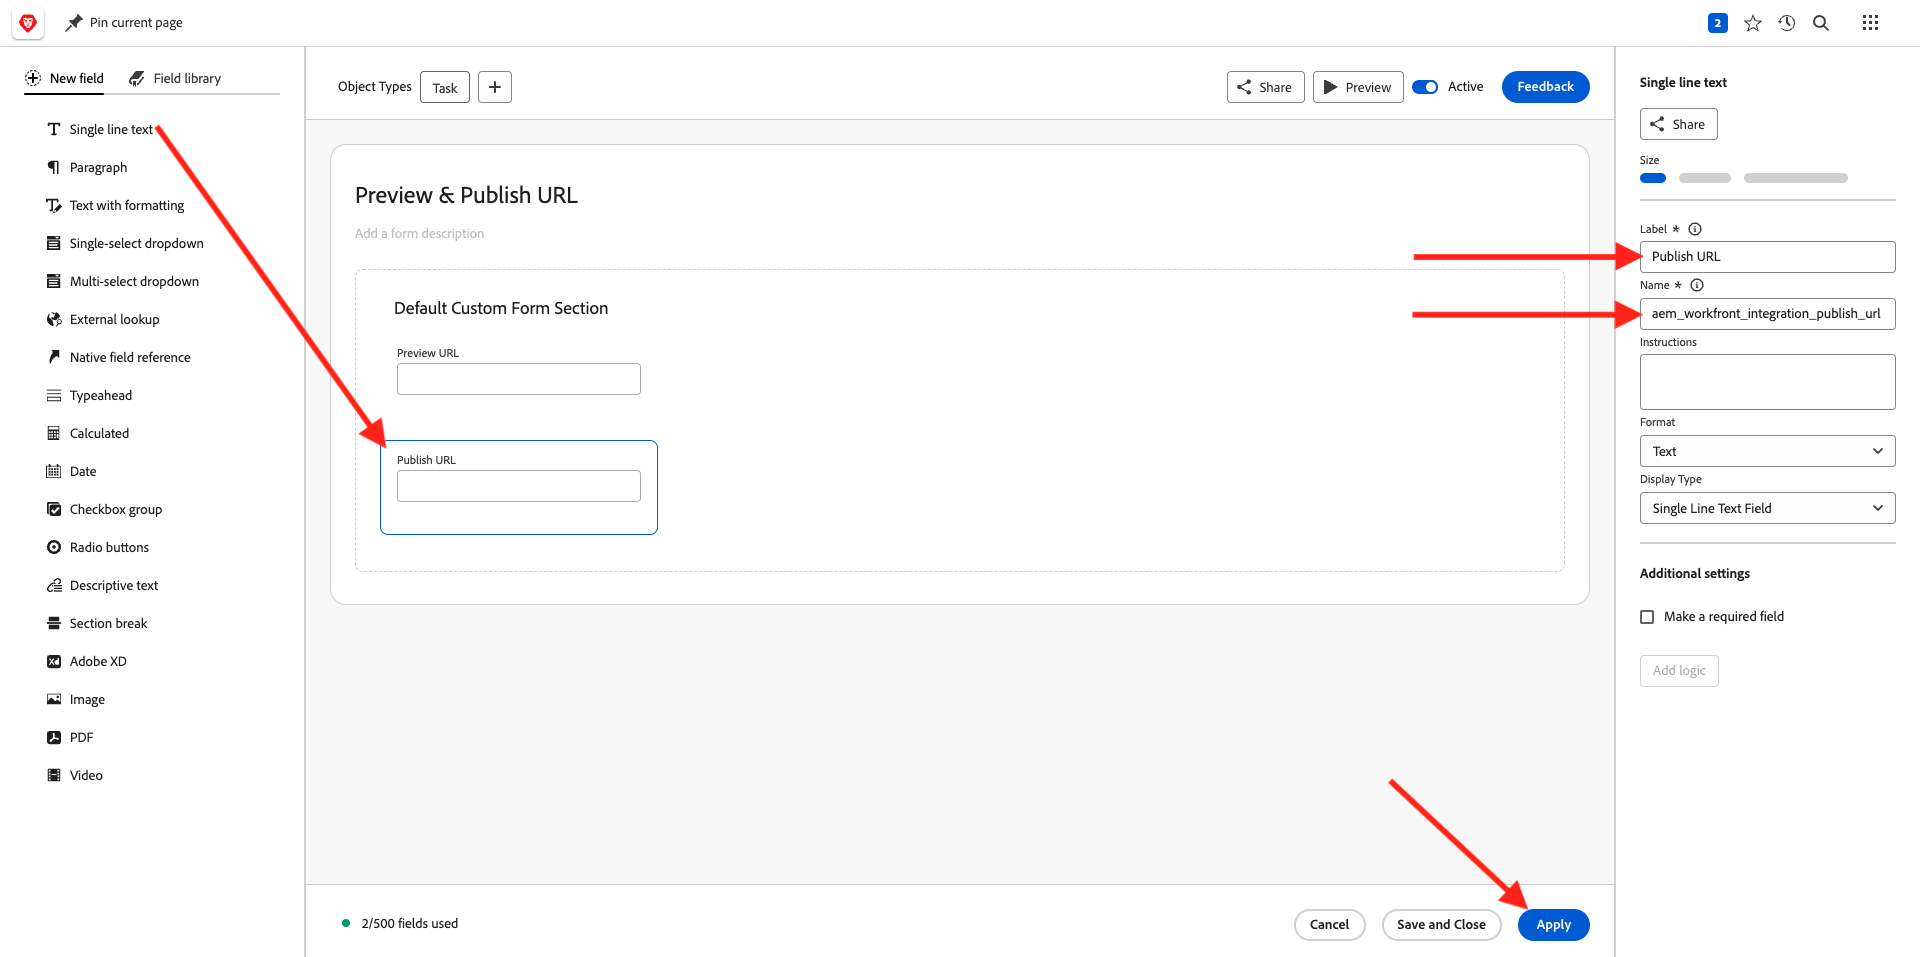 Pin current page
2
New field
Field library
Single line text
Paragraph
Text with formatting
Single-select dropdown
Multi-select dropdown
External lookup
Native field reference
Typeahead
Calculated
Date
Checkbox group
Radio buttons
Descriptive text
Section break
Adobe XD
Image
PDF
Video
Object Types
Task
Share
Preview
Active
Feedback
Preview & Publish URL
Add a form description
Default Custom Form Section
Preview URL
Publish URL
2/500 fields used
Cancel
Save and Close
Apply
Single line text
Share
Size
Label *
Publish URL
Name *
aem_workfront_integration_publish_url
Instructions
Format
Text
Display Type
Single Line Text Field
Additional settings
Make a required field
Add logic